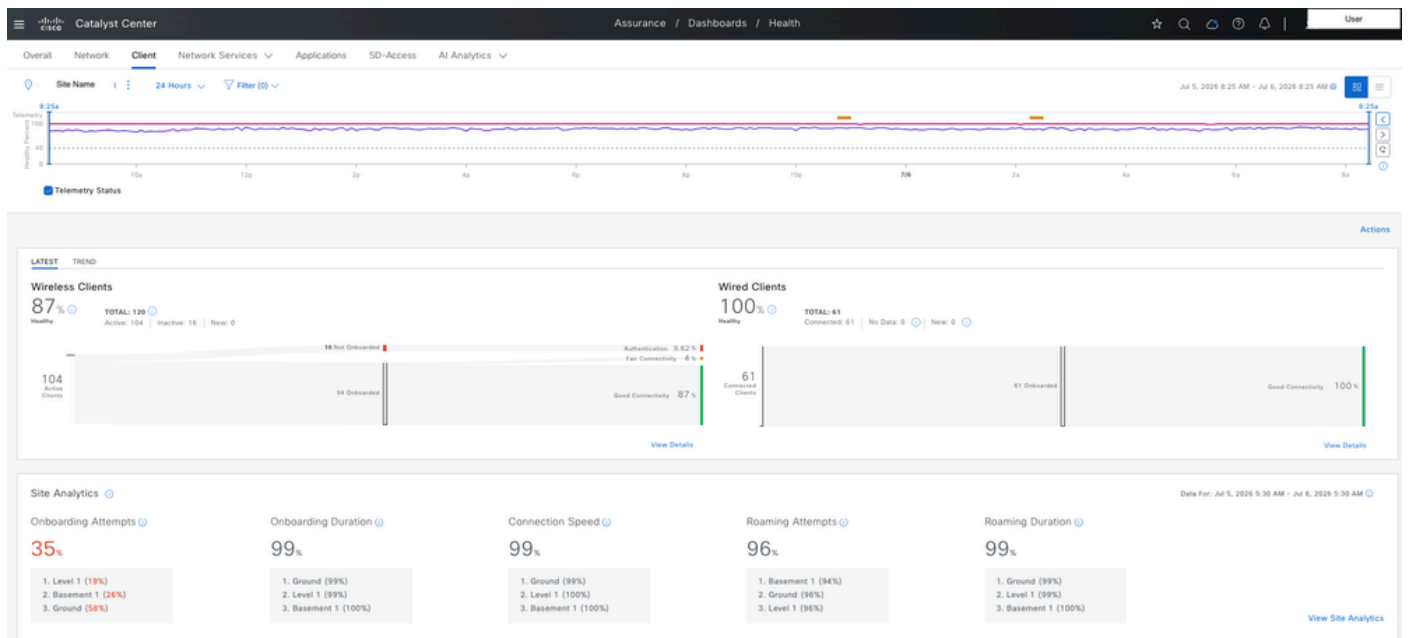 CISCO Catalyst Center
Assurance / Dashboards / Health
User
Overall Network Client Network Services Applications SD-Access AI Analytics
Site Name 24 Hours Filter (0)
Jul 5, 2026 8:25 AM - Jul 6, 2026 8:25 AM
8:25a 8:25a
Telemetry
Healthy Percent
100
40
0
10a 12p 2p 4p 6p 8p 10p 7/6 2a 4a 6a 8a
Telemetry Status
Actions
LATEST TREND
Wireless Clients
87%
Healthy
TOTAL: 120
Active: 104 | Inactive: 16 | New: 0
104
Active
Clients
10 Not Onboarded
94 Onboarded
Authentication 9.62 %
Fair Connectivity 4 %
Good Connectivity 87 %
View Details
Wired Clients
100%
Healthy
TOTAL: 61
Connected: 61 | No Data: 0 | New: 0
61
Connected
Clients
61 Onboarded
Good Connectivity 100 %
View Details
Site Analytics
Data For: Jul 5, 2026 5:30 AM - Jul 6, 2026 5:30 AM
Onboarding Attempts
35%
1. Level 1 (19%)
2. Basement 1 (26%)
3. Ground (58%)
Onboarding Duration
99%
1. Ground (99%)
2. Level 1 (99%)
3. Basement 1 (100%)
Connection Speed
99%
1. Ground (99%)
2. Level 1 (100%)
3. Basement 1 (100%)
Roaming Attempts
96%
1. Basement 1 (94%)
2. Ground (96%)
3. Level 1 (96%)
Roaming Duration
99%
1. Ground (99%)
2. Level 1 (99%)
3. Basement 1 (100%)
View Site Analytics